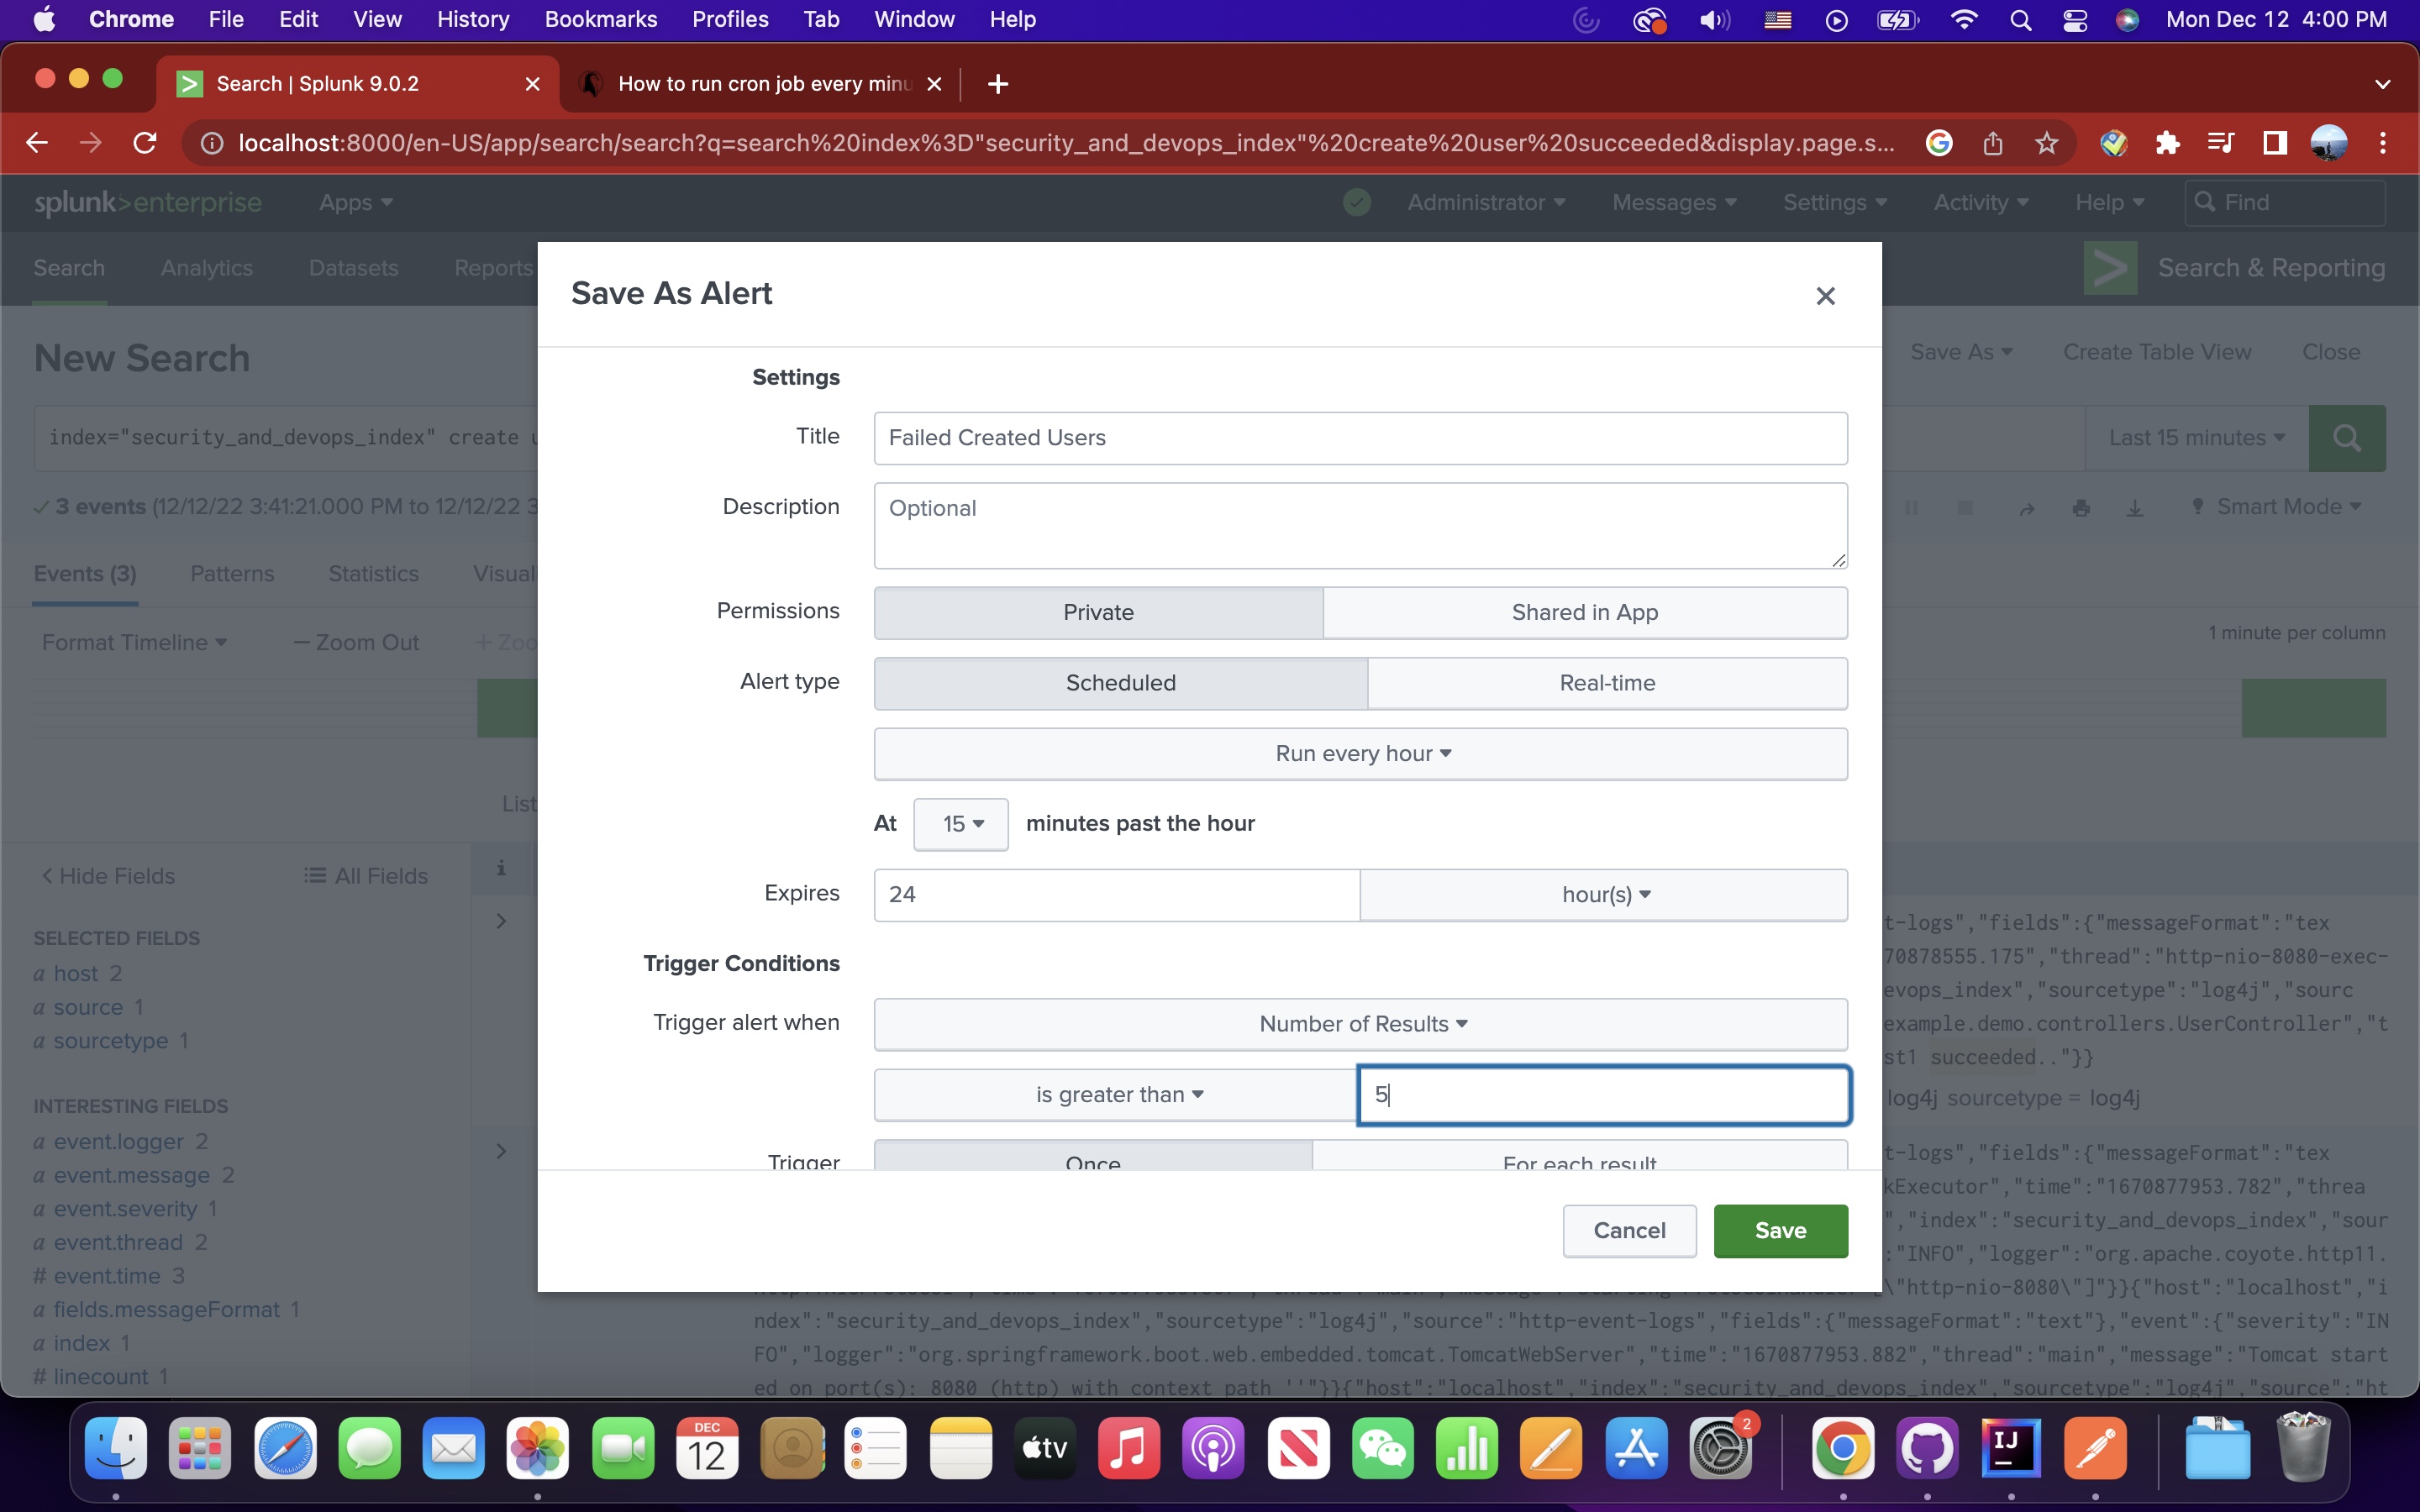 Chrome File Edit View History Bookmarks Profiles Tab Window Help Mon Dec 12 4:00 PM
Search | Splunk 9.0.2 How to run cron job every minu
localhost:8000/en-US/app/search/search?q=search%20index%3D"security_and_devops_index"%20create%20user%20succeeded&display.page.s...
splunk>enterprise Apps Administrator Messages Settings Activity Help Find
Search Analytics Datasets Reports Search & Reporting
Save As Alert
New Search Save As Create Table View Close
Settings
index="security_and_devops_index" create u Last 15 minutes
Title Failed Created Users
3 events (12/12/22 3:41:21.000 PM to 12/12/22 3 Smart Mode
Description Optional
Events (3) Patterns Statistics Visual
Permissions Private Shared in App
Format Timeline — Zoom Out + Zoo 1 minute per column
Alert type Scheduled Real-time
Run every hour
List
At 15 minutes past the hour
< Hide Fields All Fields i
Expires 24 hour(s)
t-logs","fields":{"messageFormat":"tex
SELECTED FIELDS
70878555.175","thread":"http-nio-8080-exec-
Trigger Conditions
a host 2
evops_index","sourcetype":"log4j","sourc
a source 1
Trigger alert when Number of Results
example.demo.controllers.UserController","t
a sourcetype 1
st1 succeeded.."}}
is greater than 5
log4j sourcetype = log4j
INTERESTING FIELDS
a event.logger 2
t-logs","fields":{"messageFormat":"tex
Trigger Once For each result
a event.message 2
kExecutor","time":"1670877953.782","threa
a event.severity 1
","index":"security_and_devops_index","sour
Cancel Save
a event.thread 2
:"INFO","logger":"org.apache.coyote.http11.
# event.time 3
\"http-nio-8080\"]"}}{"host":"localhost","i
a fields.messageFormat 1
ndex":"security_and_devops_index","sourcetype":"log4j","source":"http-event-logs","fields":{"messageFormat":"text"},"event":{"severity":"IN
a index 1
FO","logger":"org.springframework.boot.web.embedded.tomcat.TomcatWebServer","time":"1670877953.882","thread":"main","message":"Tomcat start
# linecount 1
ed on port(s): 8080 (http) with context path ''"}}{"host":"localhost","index":"security_and_devops_index","sourcetype":"log4j","source":"ht
DEC
12
tv
2
IJ